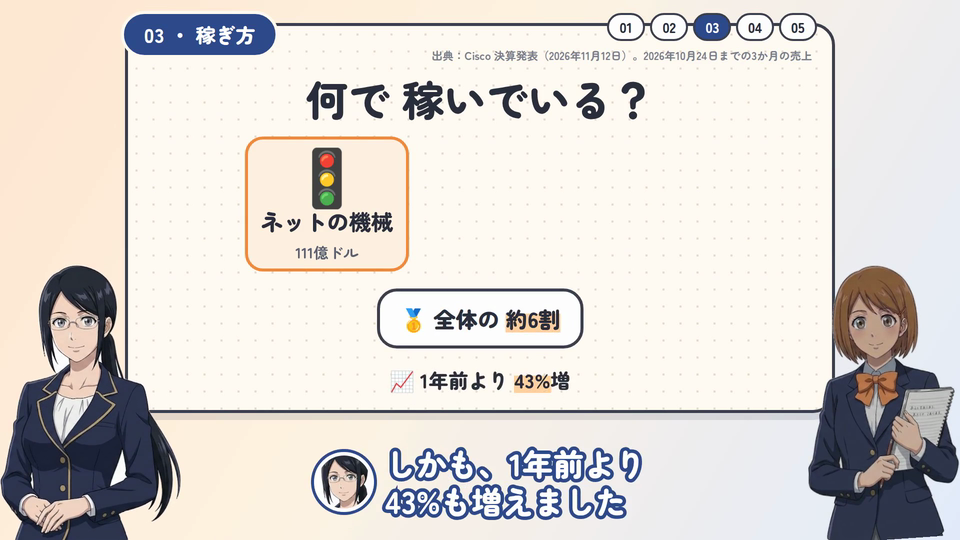 03 ・ 稼ぎ方
01 02 03 04 05
出典：Cisco 決算発表（2026年11月12日）。2026年10月24日までの3か月の売上
何で 稼いでいる？
ネットの機械
111億ドル
全体の 約6割
1年前より 43%増
しかも、1年前より
43%も増えました